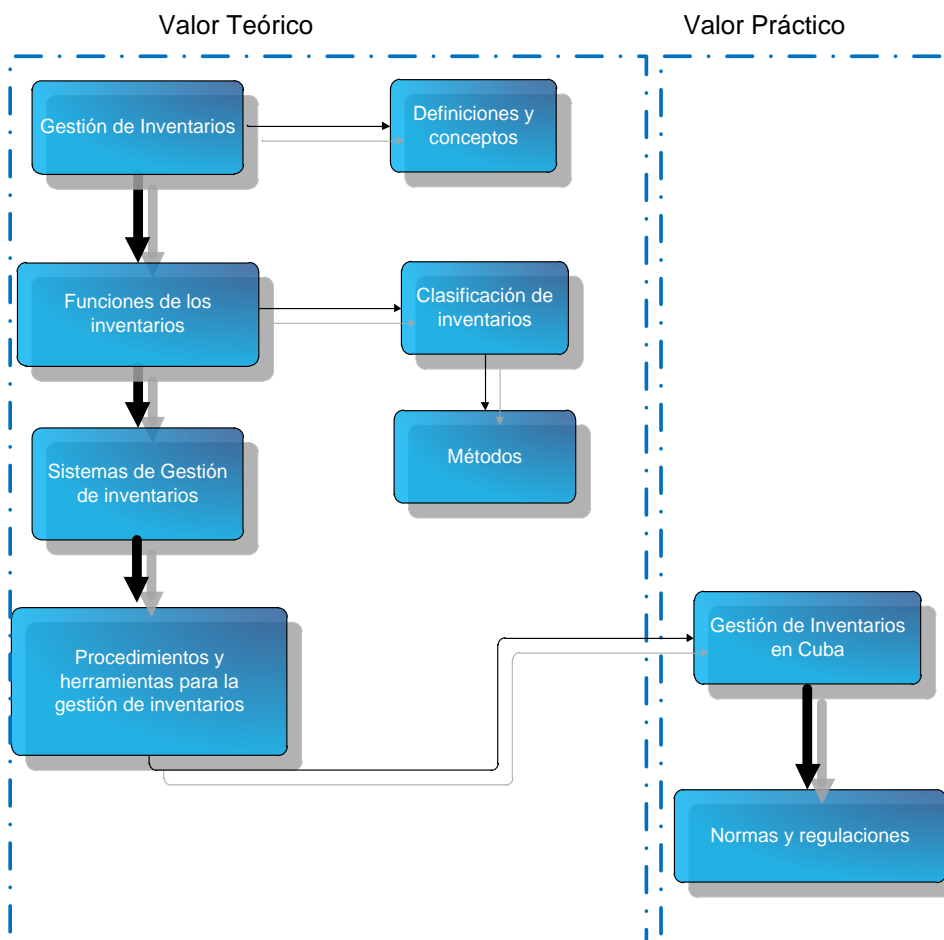 Valor Teórico
Valor Práctico
Gestión de Inventarios
Definiciones y
conceptos
Funciones de los
inventarios
Clasificación de
inventarios
Métodos
Sistemas de Gestión
de inventarios
Procedimientos y
herramientas para la
gestión de inventarios
Gestión de Inventarios
en Cuba
Normas y regulaciones